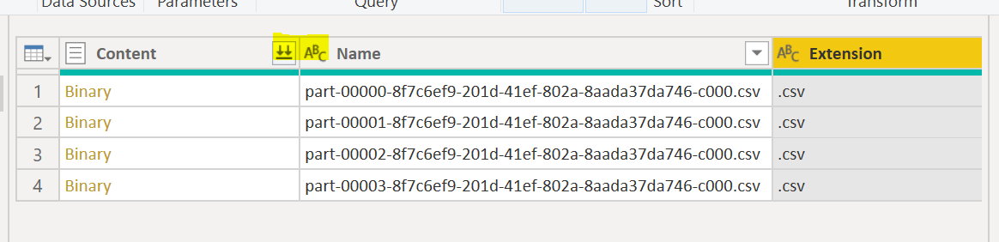 Data Sources Parameters Query Sort Transform
Content ABC Name ABC Extension
1 Binary part-00000-8f7c6ef9-201d-41ef-802a-8aada37da746-c000.csv .csv
2 Binary part-00001-8f7c6ef9-201d-41ef-802a-8aada37da746-c000.csv .csv
3 Binary part-00002-8f7c6ef9-201d-41ef-802a-8aada37da746-c000.csv .csv
4 Binary part-00003-8f7c6ef9-201d-41ef-802a-8aada37da746-c000.csv .csv